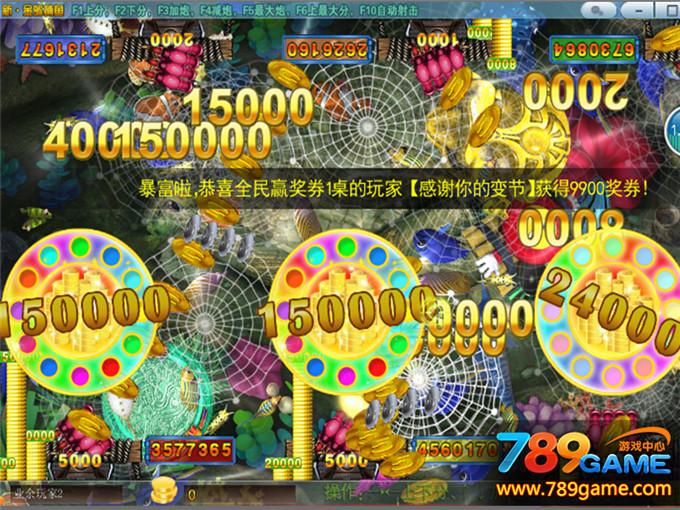 新·金鲨捕鱼 F1上分，F2下分，F3加炮，F4减炮，F5最大炮，F6上最大分，F10自动射击
2131677 2000 2626160 1000 6730864
15000 2000
150000
暴富啦,恭喜全民赢奖券1桌的玩家【感谢你的变节】获得9900奖券!
8000
150000 150000 24000
3577365 4560170
5000 20000 5000
789GAME 游戏中心
www.789game.com
业余玩家2 0